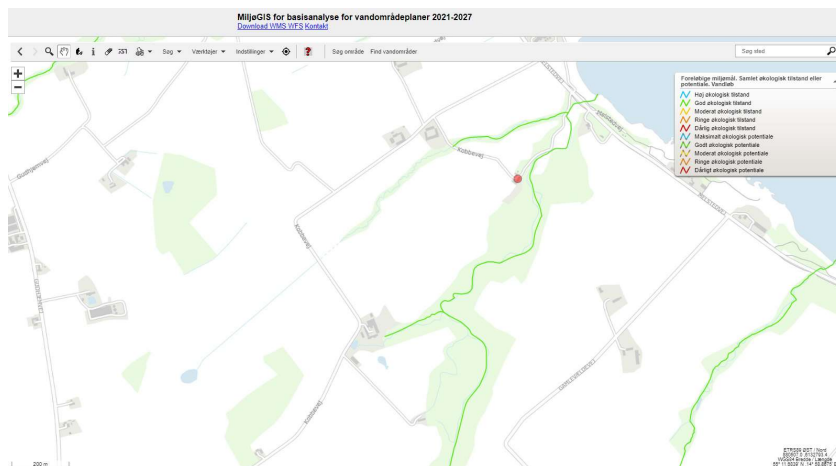 MiljøGIS for basisanalyse for vandområdeplaner 2021-2027
Download WMS WFS Kontakt
Søg
Værktøjer
Indstillinger
Søg område
Find vandområder
Søg sted
Foreløbige miljømål. Samlet økologisk tilstand eller
potentiale. Vandløb
Høj økologisk tilstand
God økologisk tilstand
Moderat økologisk tilstand
Ringe økologisk tilstand
Dårlig økologisk tilstand
Maksimalt økologisk potentiale
Godt økologisk potentiale
Moderat økologisk potentiale
Ringe økologisk potentiale
Dårligt økologisk potentiale
Kobbevej
Kobbevej
Kobbevej
200 m